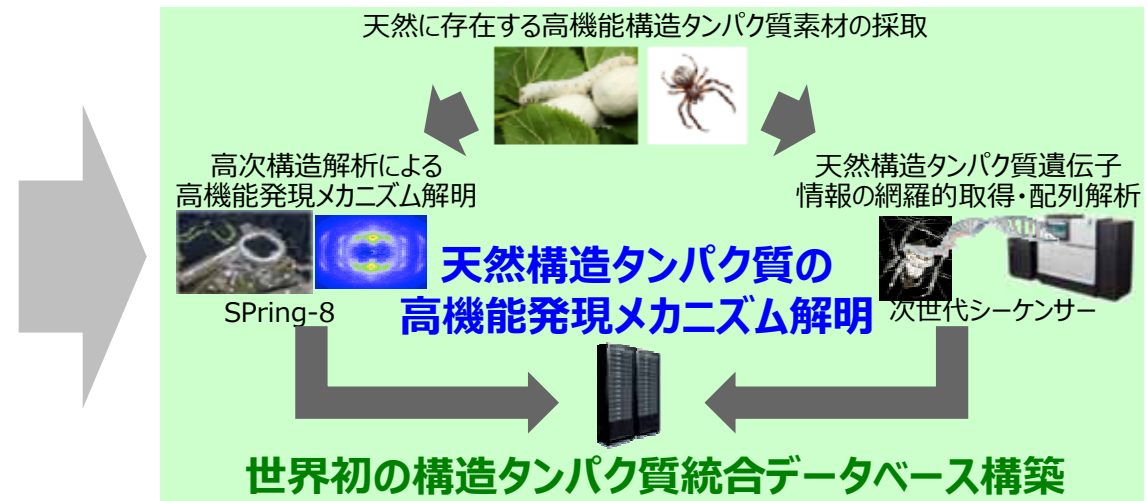 天然に存在する高機能構造タンパク質素材の採取
高次構造解析による
高機能発現メカニズム解明
天然構造タンパク質遺伝子
情報の網羅的取得・配列解析
天然構造タンパク質の
高機能発現メカニズム解明
SPring-8
次世代シーケンサー
世界初の構造タンパク質統合データベース構築